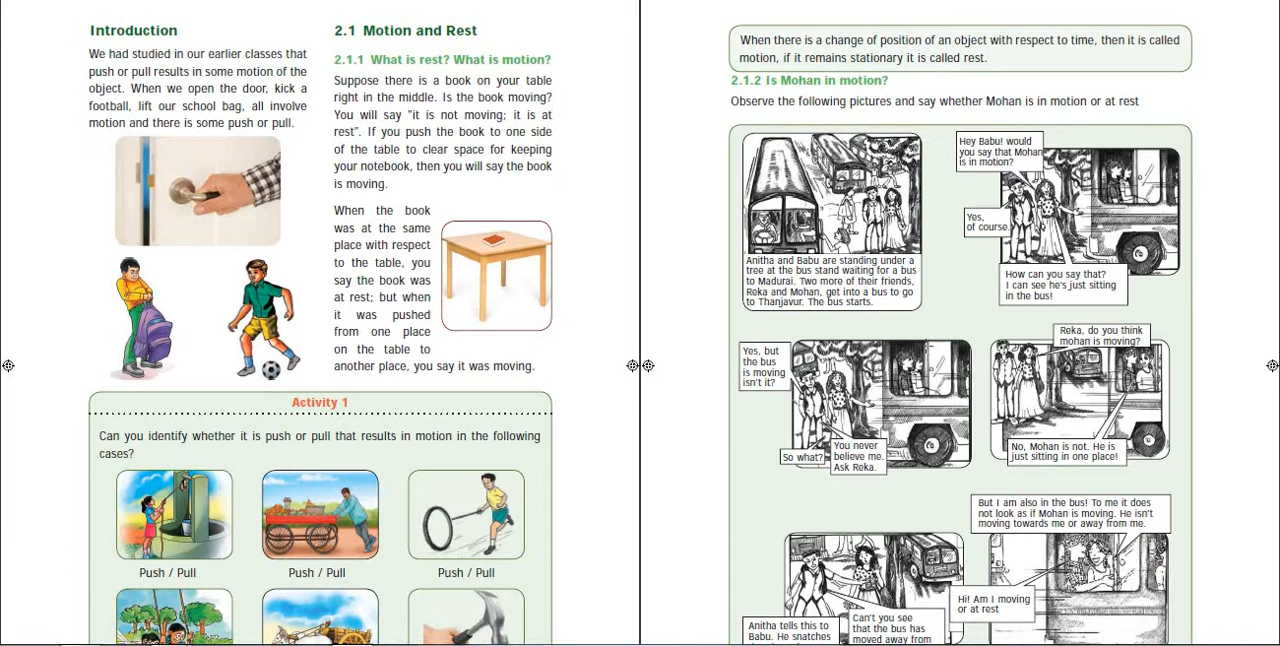 Introduction
We had studied in our earlier classes that
push or pull results in some motion of the
object. When we open the door, kick a
football, lift our school bag, all involve
motion and there is some push or pull.
2.1 Motion and Rest
2.1.1 What is rest? What is motion?
Suppose there is a book on your table
right in the middle. Is the book moving?
You will say "it is not moving; it is at
rest". If you push the book to one side
of the table to clear space for keeping
your notebook, then you will say the book
is moving.
When the book
was at the same
place with respect
to the table, you
say the book was
at rest; but when
it was pushed
from one place
on the table to
another place, you say it was moving.
Activity 1
Can you identify whether it is push or pull that results in motion in the following
cases?
Push / Pull
Push / Pull
Push / Pull
When there is a change of position of an object with respect to time, then it is called
motion, if it remains stationary it is called rest.
2.1.2 Is Mohan in motion?
Observe the following pictures and say whether Mohan is in motion or at rest
Anitha and Babu are standing under a
tree at the bus stand waiting for a bus
to Madurai. Two more of their friends,
Reka and Mohan, get into a bus to go
to Thanjavur. The bus starts.
Hey Babu! would
you say that Mohan
is in motion?
Yes,
of course.
How can you say that?
I can see he's just sitting
in the bus!
Yes, but
the bus
is moving
isn't it?
So what?
You never
believe me.
Ask Reka.
Reka, do you think
mohan is moving?
No, Mohan is not. He is
just sitting in one place!
But I am also in the bus! To me it does
not look as if Mohan is moving. He isn't
moving towards me or away from me.
Hi! Am I moving
or at rest
Anitha tells this to
Babu. He snatches
Can't you see
that the bus has
moved away from